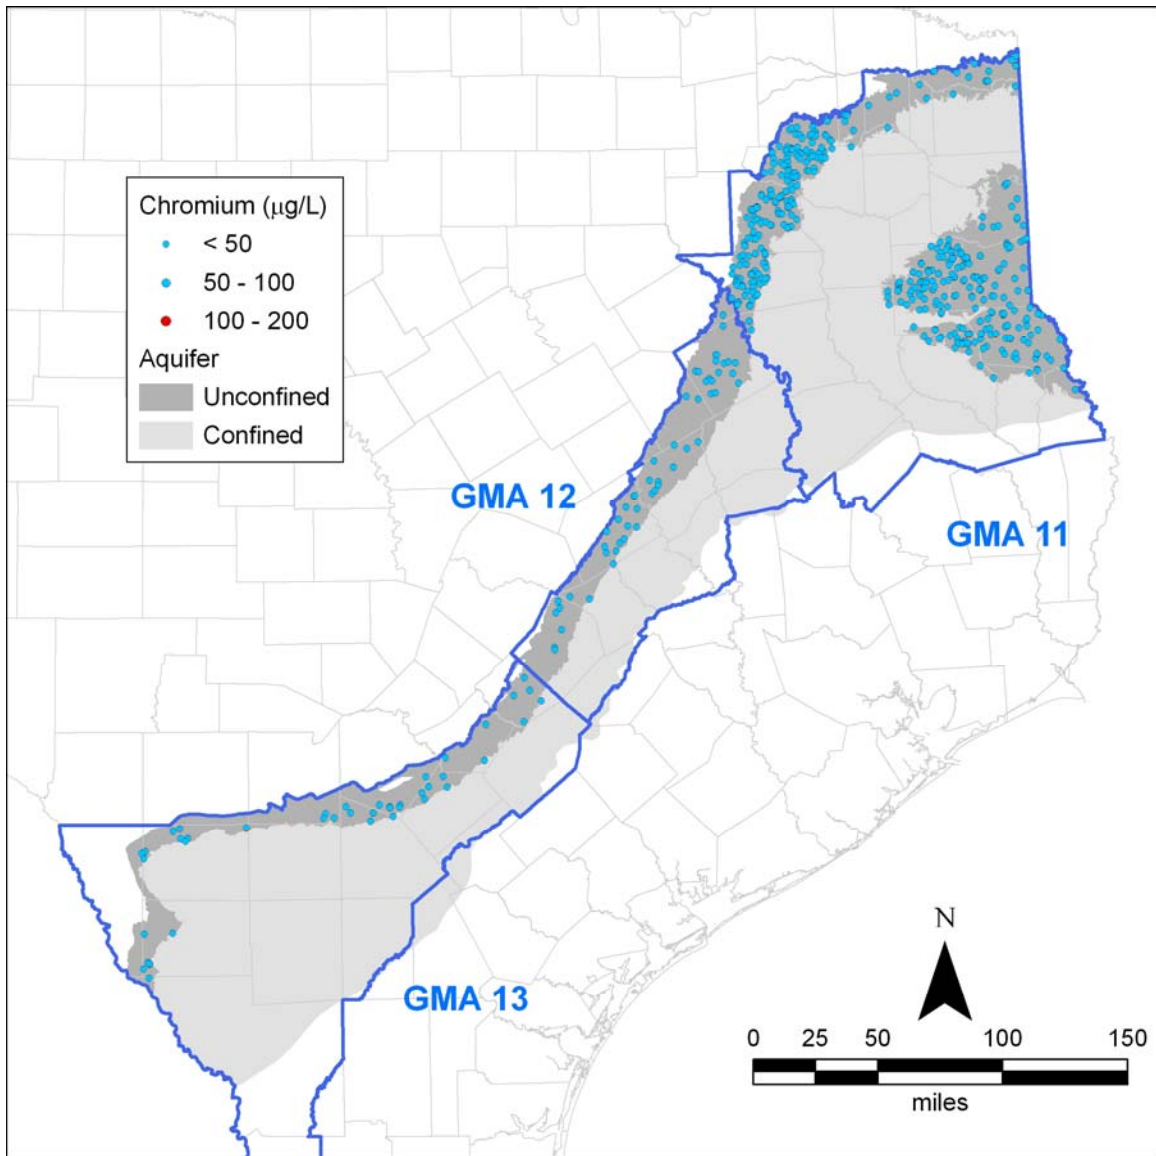 Chromium (μg/L)
< 50
50 - 100
100 - 200
Aquifer
Unconfined
Confined
GMA 12
GMA 11
GMA 13
N
0 25 50 100 150
miles